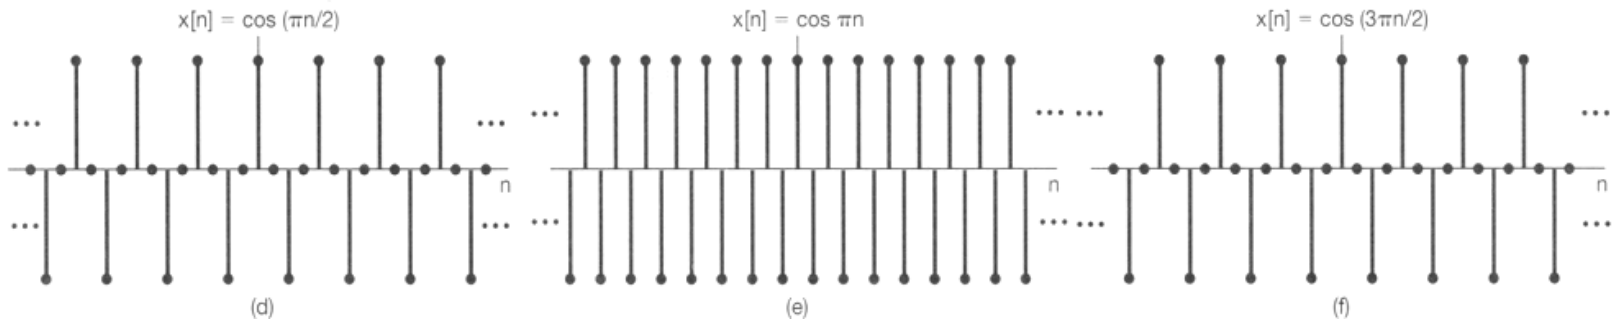 x[n] = cos (πn/2)
x[n] = cos πn
x[n] = cos (3πn/2)
... ... ... ... ... ...
n n n
... ... ... ... ... ...
(d)
(e)
(f)